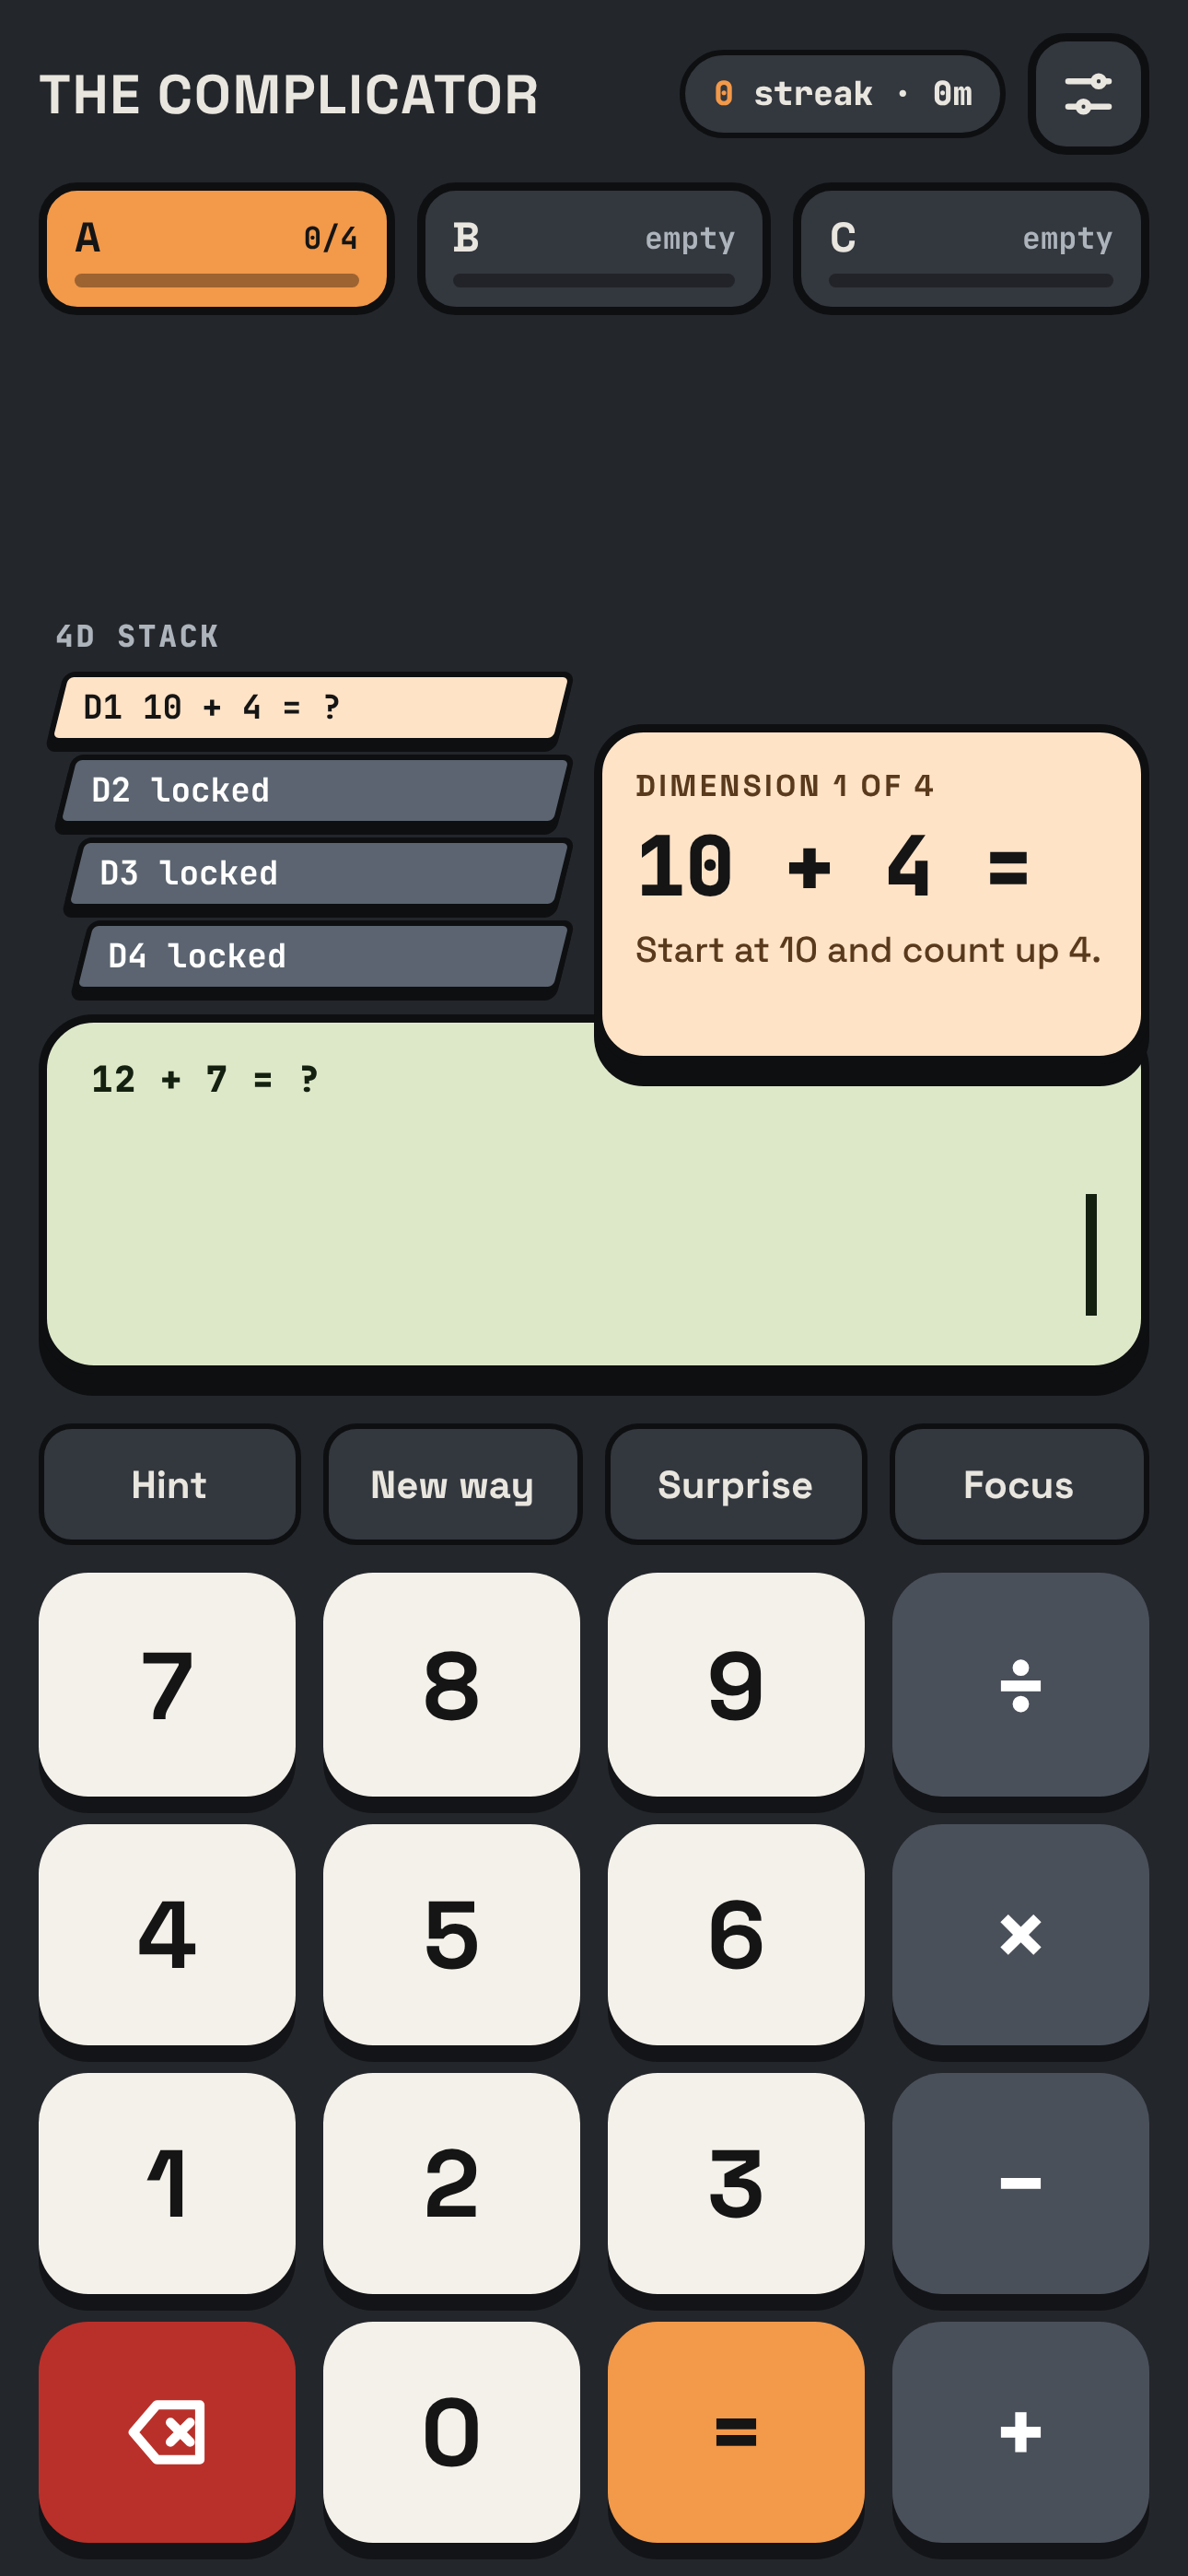 THE COMPLICATOR
0 streak · 0m
A 0/4
B empty
C empty
4D STACK
D1 10 + 4 = ?
D2 locked
D3 locked
D4 locked
DIMENSION 1 OF 4
10 + 4 =
Start at 10 and count up 4.
12 + 7 = ?
Hint
New way
Surprise
Focus
7 8 9 ÷
4 5 6 ×
1 2 3 −
0 = +